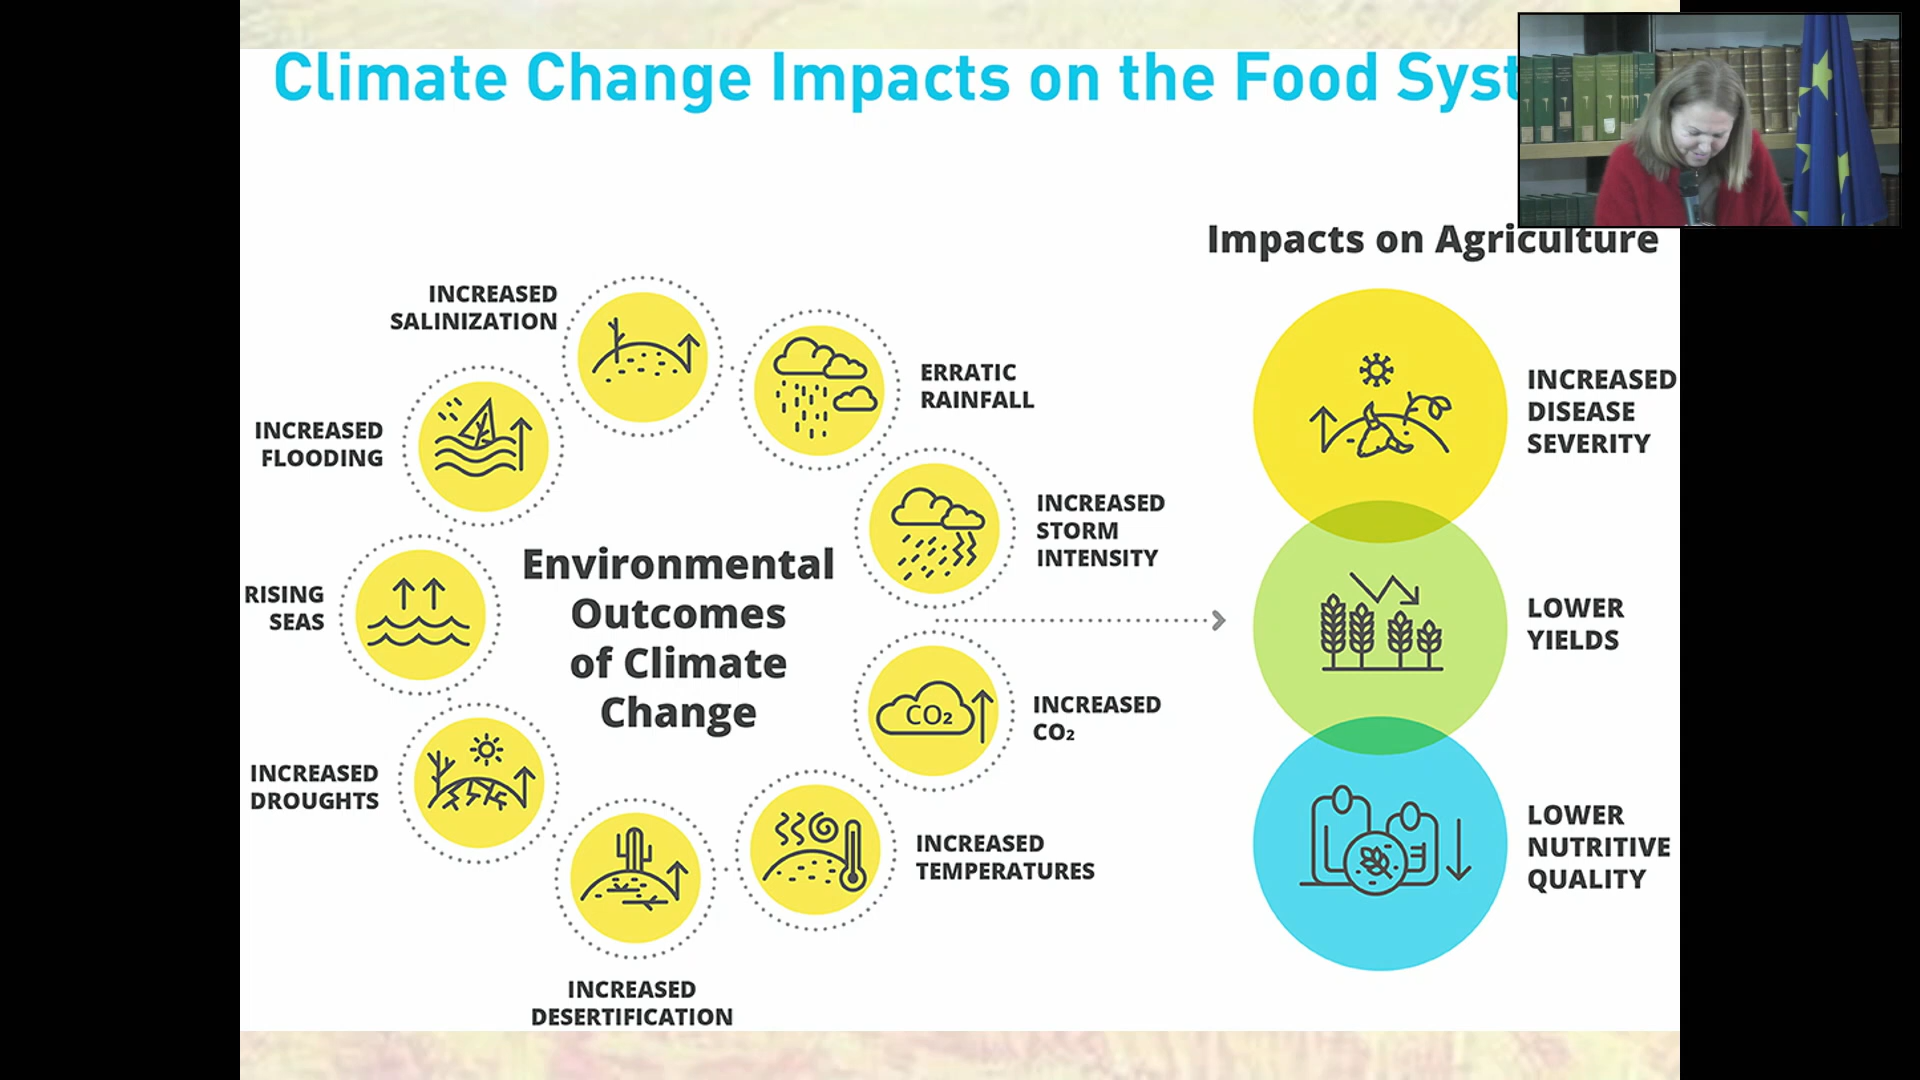 Climate Change Impacts on the Food Syst
Impacts on Agriculture
INCREASED
SALINIZATION
ERRATIC
RAINFALL
INCREASED
FLOODING
INCREASED
STORM
INTENSITY
RISING
SEAS
Environmental
Outcomes
of Climate
Change
CO₂
INCREASED
CO₂
INCREASED
DROUGHTS
INCREASED
TEMPERATURES
INCREASED
DESERTIFICATION
INCREASED
DISEASE
SEVERITY
LOWER
YIELDS
LOWER
NUTRITIVE
QUALITY